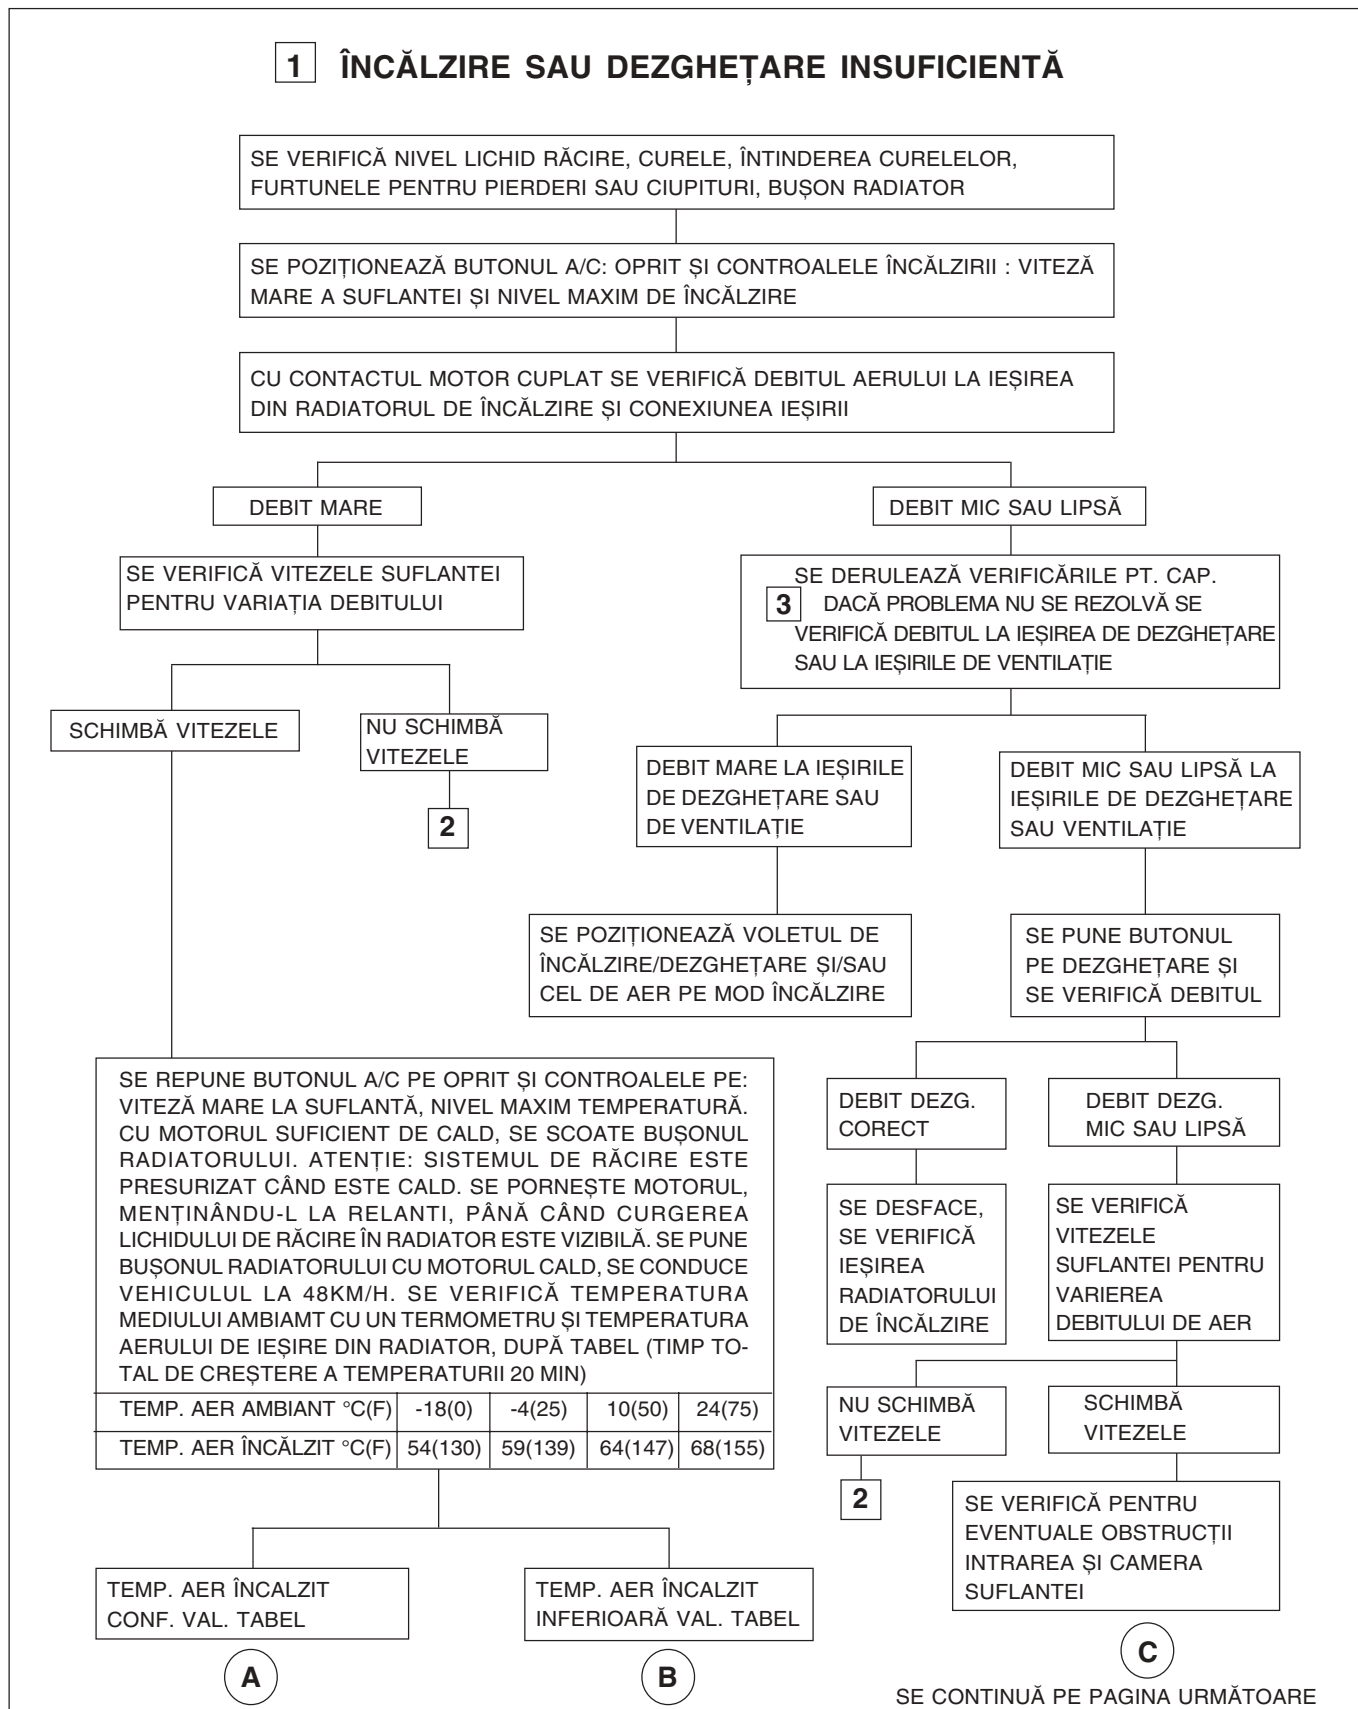 1 ÎNCĂLZIRE SAU DEZGHEȚARE INSUFICIENTĂ
SE VERIFICĂ NIVEL LICHID RĂCIRE, CURELE, ÎNTINDEREA CURELELOR,
FURTUNELE PENTRU PIERDERI SAU CIUPITURI, BUȘON RADIATOR
SE POZIȚIONEAZĂ BUTONUL A/C: OPRIT ȘI CONTROALELE ÎNCĂLZIRII : VITEZĂ
MARE A SUFLANTEI ȘI NIVEL MAXIM DE ÎNCĂLZIRE
CU CONTACTUL MOTOR CUPLAT SE VERIFICĂ DEBITUL AERULUI LA IEȘIREA
DIN RADIATORUL DE ÎNCĂLZIRE ȘI CONEXIUNEA IEȘIRII
DEBIT MARE
SE VERIFICĂ VITEZELE SUFLANTEI
PENTRU VARIAȚIA DEBITULUI
SCHIMBĂ VITEZELE
NU SCHIMBĂ
VITEZELE
2
DEBIT MIC SAU LIPSĂ
SE DERULEAZĂ VERIFICĂRILE PT. CAP.
3 DACĂ PROBLEMA NU SE REZOLVĂ SE
VERIFICĂ DEBITUL LA IEȘIREA DE DEZGHEȚARE
SAU LA IEȘIRILE DE VENTILAȚIE
DEBIT MARE LA IEȘIRILE
DE DEZGHEȚARE SAU
DE VENTILAȚIE
DEBIT MIC SAU LIPSĂ LA
IEȘIRILE DE DEZGHEȚARE
SAU VENTILAȚIE
SE POZIȚIONEAZĂ VOLETUL DE
ÎNCĂLZIRE/DEZGHEȚARE ȘI/SAU
CEL DE AER PE MOD ÎNCĂLZIRE
SE PUNE BUTONUL
PE DEZGHEȚARE ȘI
SE VERIFICĂ DEBITUL
SE REPUNE BUTONUL A/C PE OPRIT ȘI CONTROALELE PE:
VITEZĂ MARE LA SUFLANTĂ, NIVEL MAXIM TEMPERATURĂ.
CU MOTORUL SUFICIENT DE CALD, SE SCOATE BUȘONUL
RADIATORULUI. ATENȚIE: SISTEMUL DE RĂCIRE ESTE
PRESURIZAT CÂND ESTE CALD. SE PORNEȘTE MOTORUL,
MENȚINÂNDU-L LA RELANTI, PÂNĂ CÂND CURGEREA
LICHIDULUI DE RĂCIRE ÎN RADIATOR ESTE VIZIBILĂ. SE PUNE
BUȘONUL RADIATORULUI CU MOTORUL CALD, SE CONDUCE
VEHICULUL LA 48KM/H. SE VERIFICĂ TEMPERATURA
MEDIULUI AMBIAMT CU UN TERMOMETRU ȘI TEMPERATURA
AERULUI DE IEȘIRE DIN RADIATOR, DUPĂ TABEL (TIMP TO-
TAL DE CREȘTERE A TEMPERATURII 20 MIN)
TEMP. AER AMBIANT °C(F) -18(0) -4(25) 10(50) 24(75)
TEMP. AER ÎNCĂLZIT °C(F) 54(130) 59(139) 64(147) 68(155)
TEMP. AER ÎNCALZIT
CONF. VAL. TABEL
A
TEMP. AER ÎNCALZIT
INFERIOARĂ VAL. TABEL
B
DEBIT DEZG.
CORECT
SE DESFACE,
SE VERIFICĂ
IEȘIREA
RADIATORULUI
DE ÎNCĂLZIRE
DEBIT DEZG.
MIC SAU LIPSĂ
SE VERIFICĂ
VITEZELE
SUFLANTEI PENTRU
VARIEREA
DEBITULUI DE AER
NU SCHIMBĂ
VITEZELE
2
SCHIMBĂ
VITEZELE
SE VERIFICĂ PENTRU
EVENTUALE OBSTRUCȚII
INTRAREA ȘI CAMERA
SUFLANTEI
C
SE CONTINUĂ PE PAGINA URMĂTOARE